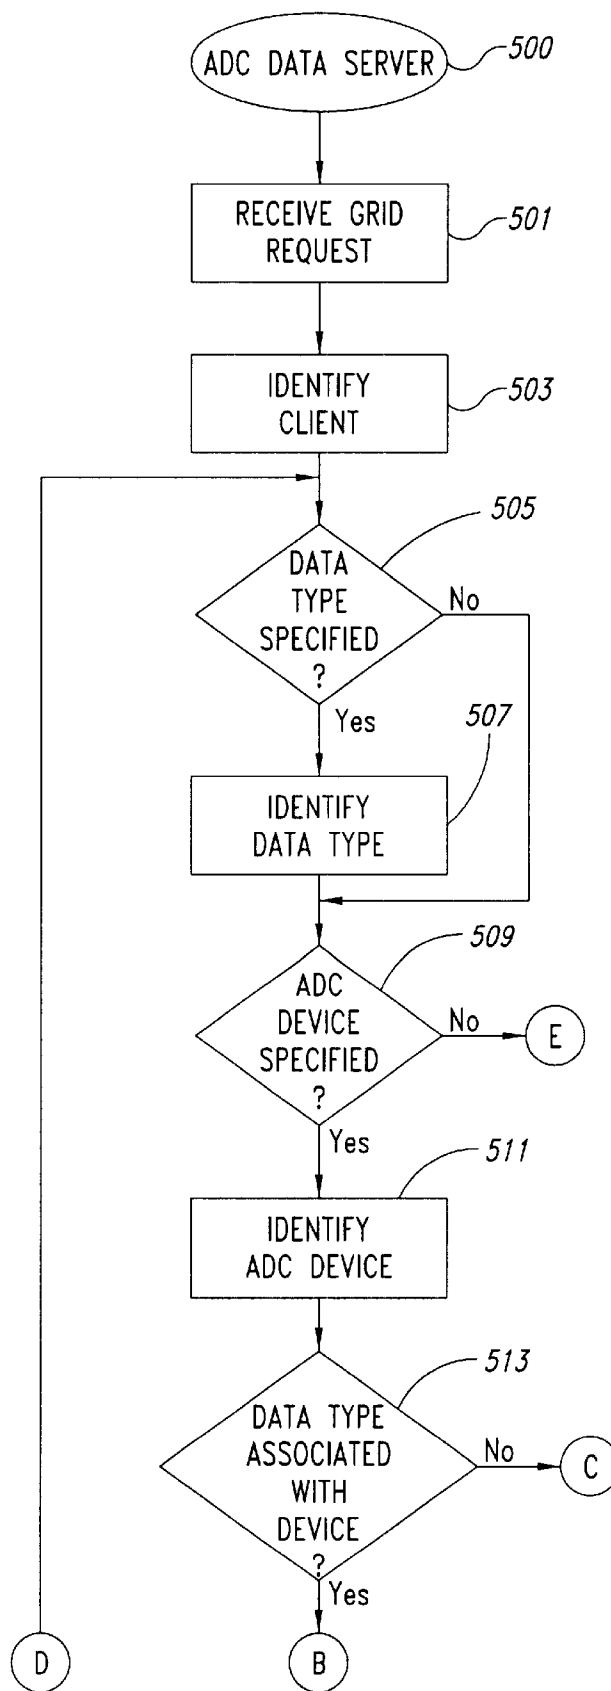 ADC DATA SERVER
500
RECEIVE GRID
REQUEST
501
IDENTIFY
CLIENT
503
505
DATA
TYPE
SPECIFIED
?
No
Yes
507
IDENTIFY
DATA TYPE
509
ADC
DEVICE
SPECIFIED
?
No
E
Yes
511
IDENTIFY
ADC DEVICE
513
DATA TYPE
ASSOCIATED
WITH
DEVICE
?
No
C
Yes
D
B